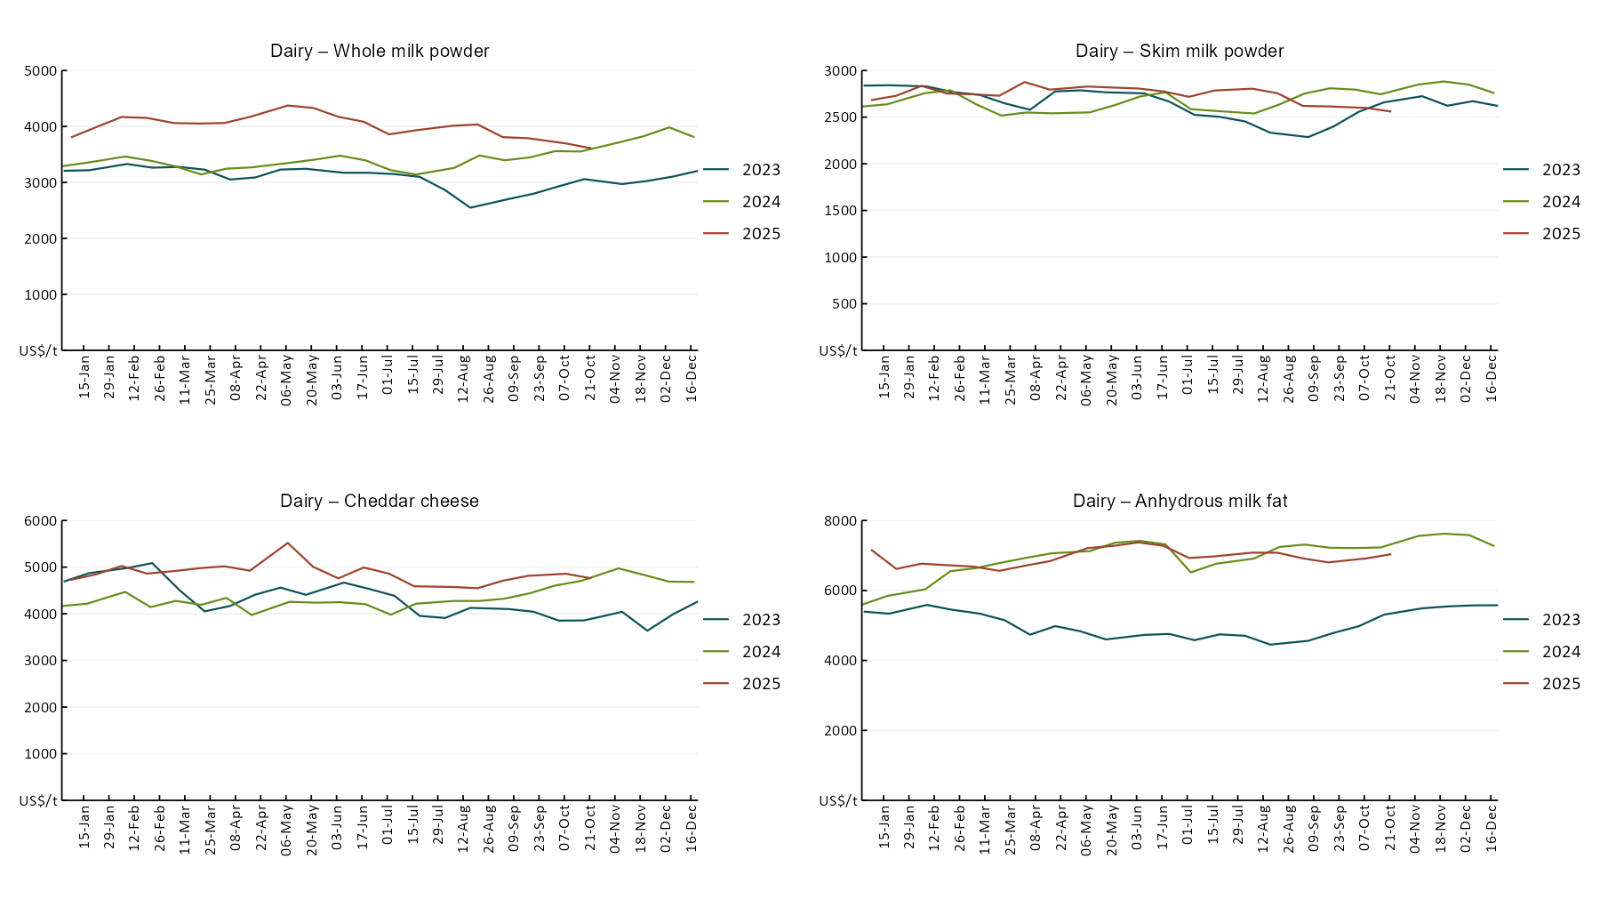 Dairy – Whole milk powder
5000
4000
3000
2000
1000
US$/t
15-Jan
29-Jan
12-Feb
26-Feb
11-Mar
25-Mar
08-Apr
22-Apr
06-May
20-May
03-Jun
17-Jun
01-Jul
15-Jul
29-Jul
12-Aug
26-Aug
09-Sep
23-Sep
07-Oct
21-Oct
04-Nov
18-Nov
02-Dec
16-Dec
2023
2024
2025
Dairy – Skim milk powder
3000
2500
2000
1500
1000
500
US$/t
15-Jan
29-Jan
12-Feb
26-Feb
11-Mar
25-Mar
08-Apr
22-Apr
06-May
20-May
03-Jun
17-Jun
01-Jul
15-Jul
29-Jul
12-Aug
26-Aug
09-Sep
23-Sep
07-Oct
21-Oct
04-Nov
18-Nov
02-Dec
16-Dec
2023
2024
2025
Dairy – Cheddar cheese
6000
5000
4000
3000
2000
1000
US$/t
15-Jan
29-Jan
12-Feb
26-Feb
11-Mar
25-Mar
08-Apr
22-Apr
06-May
20-May
03-Jun
17-Jun
01-Jul
15-Jul
29-Jul
12-Aug
26-Aug
09-Sep
23-Sep
07-Oct
21-Oct
04-Nov
18-Nov
02-Dec
16-Dec
2023
2024
2025
Dairy – Anhydrous milk fat
8000
6000
4000
2000
US$/t
15-Jan
29-Jan
12-Feb
26-Feb
11-Mar
25-Mar
08-Apr
22-Apr
06-May
20-May
03-Jun
17-Jun
01-Jul
15-Jul
29-Jul
12-Aug
26-Aug
09-Sep
23-Sep
07-Oct
21-Oct
04-Nov
18-Nov
02-Dec
16-Dec
2023
2024
2025